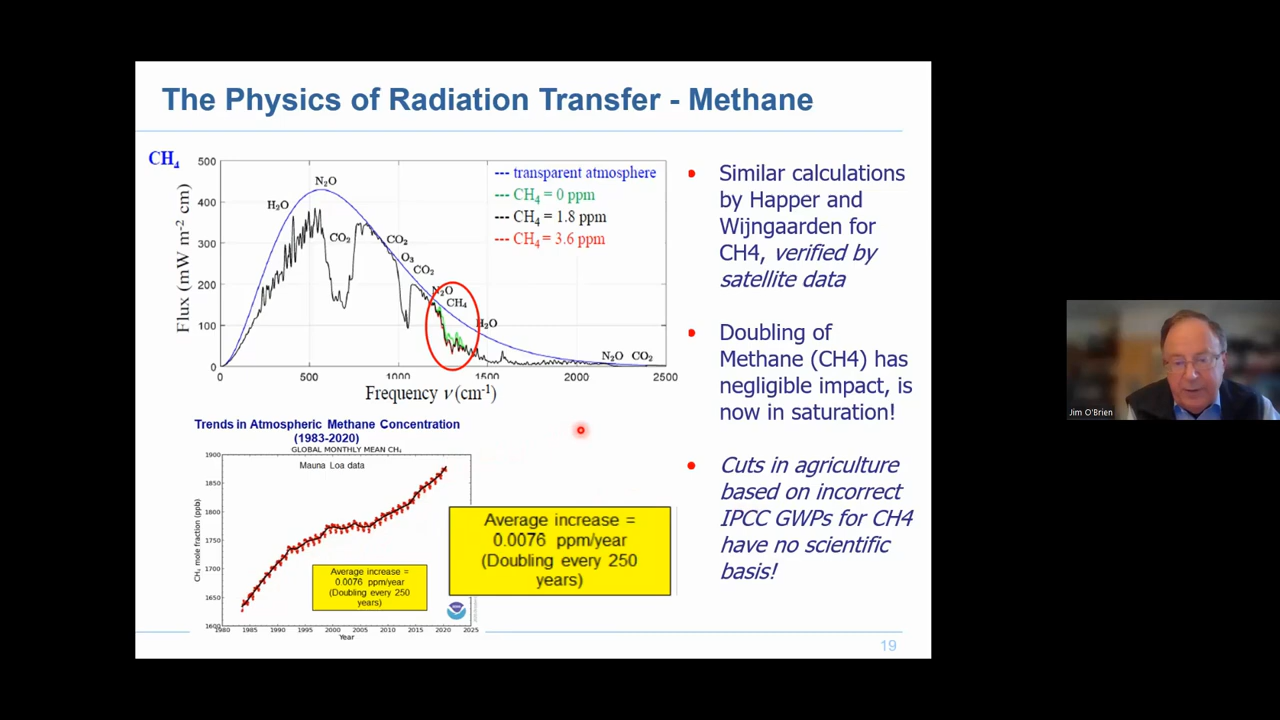 The Physics of Radiation Transfer - Methane
CH₄
Flux (mW m⁻² cm)
500
400
300
200
100
0
N₂O
H₂O
CO₂
CO₂
O₃
CO₂
N₂O
CH₄
H₂O
N₂O CO₂
--- transparent atmosphere
--- CH₄ = 0 ppm
--- CH₄ = 1.8 ppm
--- CH₄ = 3.6 ppm
0 500 1000 1500 2000 2500
Frequency ν (cm⁻¹)
Trends in Atmospheric Methane Concentration
(1983-2020)
GLOBAL MONTHLY MEAN CH₄
Mauna Loa data
CH₄ mole fraction (ppb)
1900
1850
1800
1750
1700
1650
1600
Average increase =
0.0076 ppm/year
(Doubling every 250
years)
1980 1985 1990 1995 2000 2005 2010 2015 2020 2025
Year
Average increase =
0.0076 ppm/year
(Doubling every 250
years)
• Similar calculations
by Happer and
Wijngaarden for
CH4, verified by
satellite data
• Doubling of
Methane (CH4) has
negligible impact, is
now in saturation!
• Cuts in agriculture
based on incorrect
IPCC GWPs for CH4
have no scientific
basis!
19
Jim O'Brien